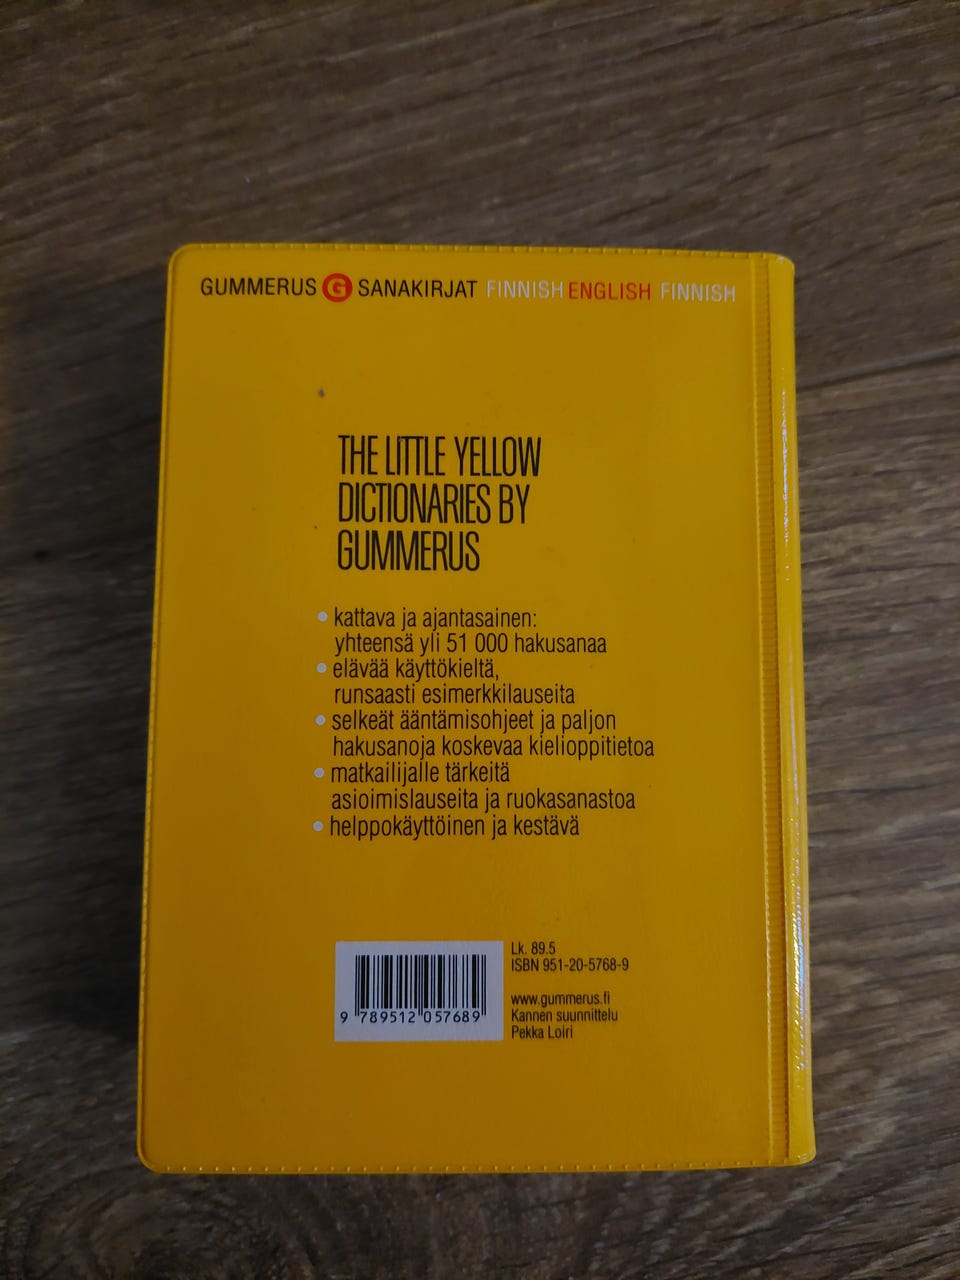 GUMMERUS G SANAKIRJAT FINNISH ENGLISH FINNISH
THE LITTLE YELLOW
DICTIONARIES BY
GUMMERUS
• kattava ja ajantasainen:
yhteensä yli 51 000 hakusanaa
• elävää käyttökieltä,
runsaasti esimerkkilauseita
• selkeät ääntämisohjeet ja paljon
hakusanoja koskevaa kielioppitietoa
• matkailijalle tärkeitä
asioimislauseita ja ruokasanastoa
• helppokäyttöinen ja kestävä
Lk. 89.5
ISBN 951-20-5768-9
www.gummerus.fi
Kannen suunnittelu
Pekka Loiri
9 789512 057689